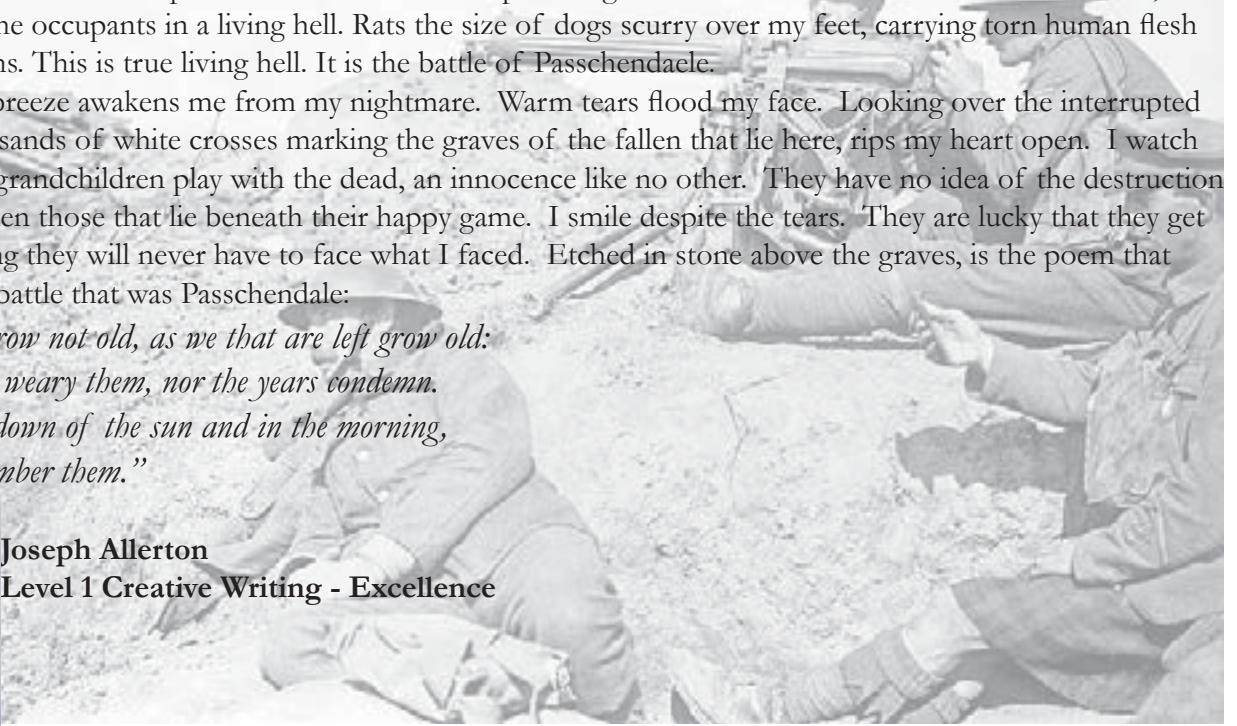 he occupants in a living hell. Rats the size of dogs scurry over my feet, carrying torn human flesh
ns. This is true living hell. It is the battle of Passchendaele.
breeze awakens me from my nightmare. Warm tears flood my face. Looking over the interrupted
sands of white crosses marking the graves of the fallen that lie here, rips my heart open. I watch
grandchildren play with the dead, an innocence like no other. They have no idea of the destruction
en those that lie beneath their happy game. I smile despite the tears. They are lucky that they get
ng they will never have to face what I faced. Etched in stone above the graves, is the poem that
battle that was Passchendale:
row not old, as we that are left grow old:
weary them, nor the years condemn.
down of the sun and in the morning,
mber them.”
Joseph Allerton
Level 1 Creative Writing - Excellence